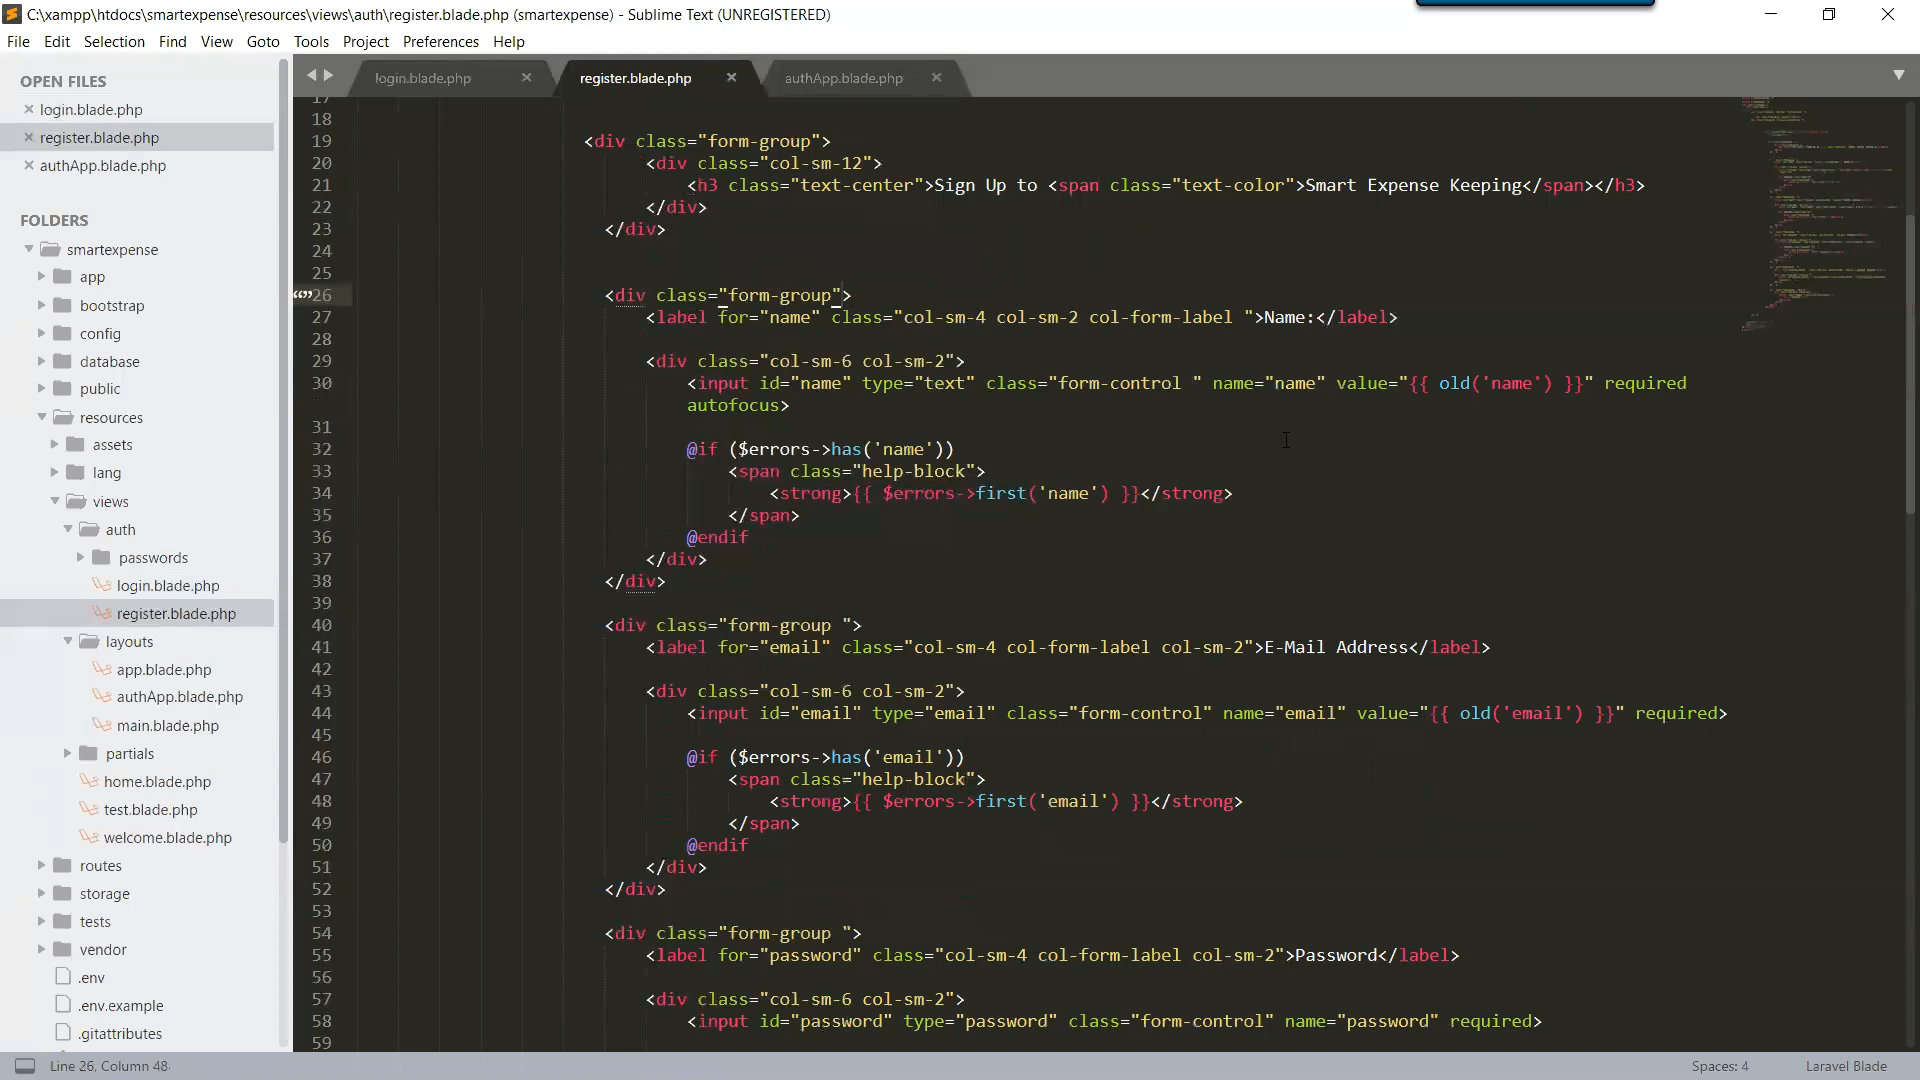 C:\xampp\htdocs\smartexpense\resources\views\auth\register.blade.php (smartexpense) - Sublime Text (UNREGISTERED)
File Edit Selection Find View Goto Tools Project Preferences Help
OPEN FILES
login.blade.php
register.blade.php
authApp.blade.php
FOLDERS
smartexpense
app
bootstrap
config
database
public
resources
assets
lang
views
auth
passwords
login.blade.php
register.blade.php
layouts
app.blade.php
authApp.blade.php
main.blade.php
partials
home.blade.php
test.blade.php
welcome.blade.php
routes
storage
tests
vendor
.env
.env.example
.gitattributes
login.blade.php register.blade.php authApp.blade.php
17
18
19 <div class="form-group">
20 <div class="col-sm-12">
21 <h3 class="text-center">Sign Up to <span class="text-color">Smart Expense Keeping</span></h3>
22 </div>
23 </div>
24
25
26 <div class="form-group">
27 <label for="name" class="col-sm-4 col-sm-2 col-form-label ">Name:</label>
28
29 <div class="col-sm-6 col-sm-2">
30 <input id="name" type="text" class="form-control " name="name" value="{{ old('name') }}" required
autofocus>
31
32 @if ($errors->has('name'))
33 <span class="help-block">
34 <strong>{{ $errors->first('name') }}</strong>
35 </span>
36 @endif
37 </div>
38 </div>
39
40 <div class="form-group ">
41 <label for="email" class="col-sm-4 col-form-label col-sm-2">E-Mail Address</label>
42
43 <div class="col-sm-6 col-sm-2">
44 <input id="email" type="email" class="form-control" name="email" value="{{ old('email') }}" required>
45
46 @if ($errors->has('email'))
47 <span class="help-block">
48 <strong>{{ $errors->first('email') }}</strong>
49 </span>
50 @endif
51 </div>
52 </div>
53
54 <div class="form-group ">
55 <label for="password" class="col-sm-4 col-form-label col-sm-2">Password</label>
56
57 <div class="col-sm-6 col-sm-2">
58 <input id="password" type="password" class="form-control" name="password" required>
59
Line 26, Column 48
Spaces: 4 Laravel Blade